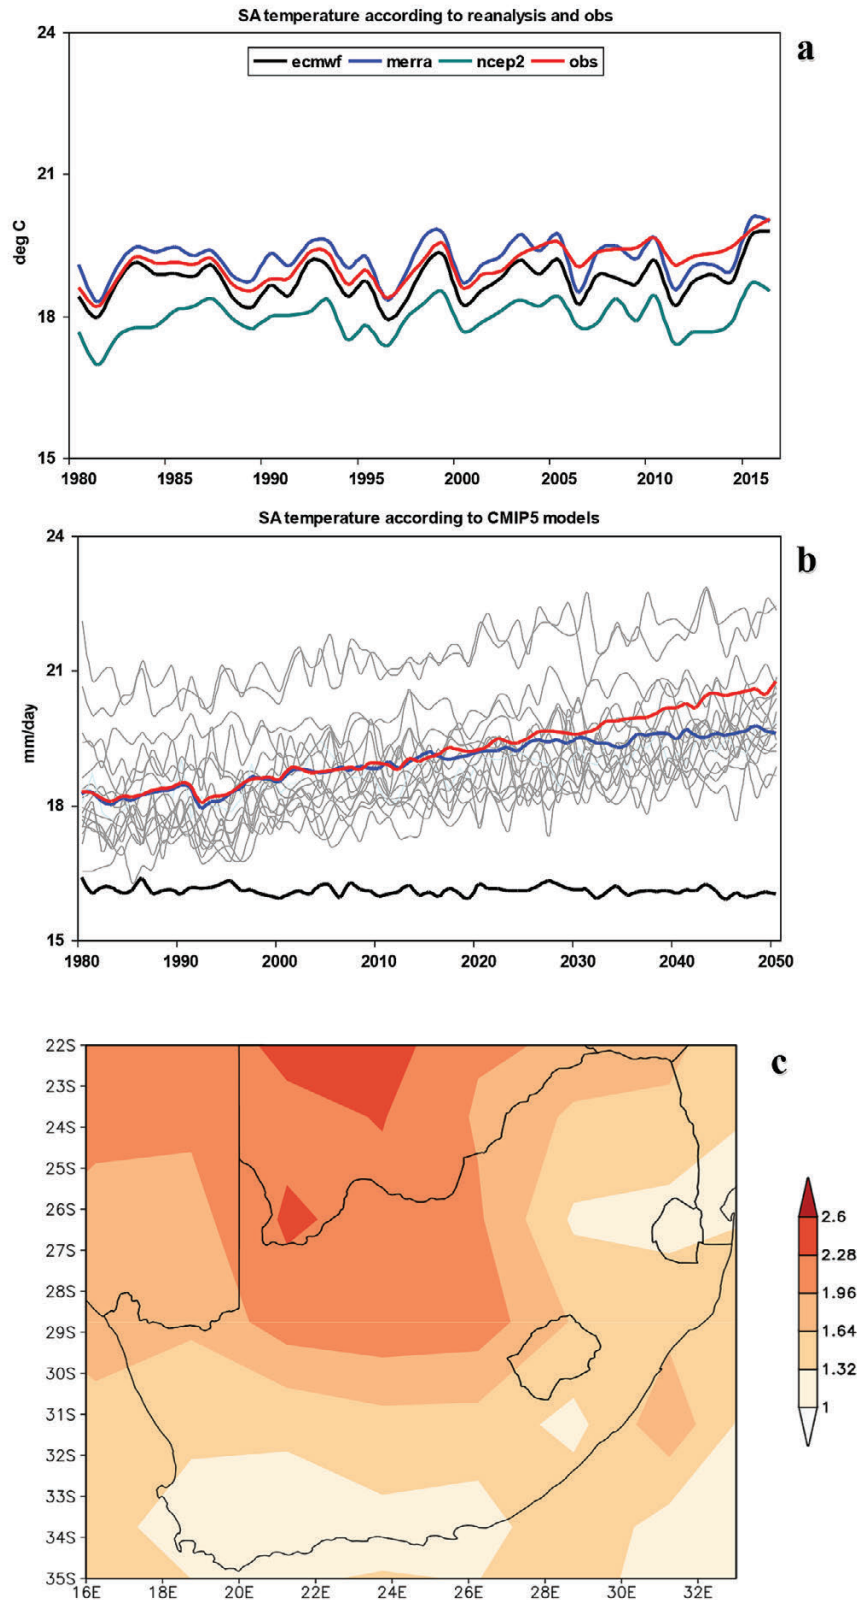 SA temperature according to reanalysis and obs
24
a
ecmwf merra ncep2 obs
21
deg C
18
15
1980 1985 1990 1995 2000 2005 2010 2015
SA temperature according to CMIP5 models
24
b
21
mm/day
18
15
1980 1990 2000 2010 2020 2030 2040 2050
22S
c
23S
24S
25S
26S
2.6
27S
2.28
28S
1.96
29S
1.64
30S
1.32
31S
1
32S
33S
34S
35S
16E 18E 20E 22E 24E 26E 28E 30E 32E